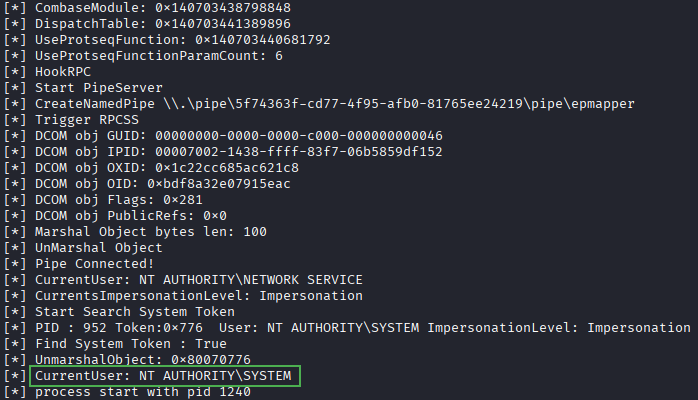 [*] CombaseModule: 0×140703438798848
[*] DispatchTable: 0×140703441389896
[*] UseProtseqFunction: 0×140703440681792
[*] UseProtseqFunctionParamCount: 6
[*] HookRPC
[*] Start PipeServer
[*] CreateNamedPipe \\.\pipe\5f74363f-cd77-4f95-afb0-81765ee24219\pipe\epmapper
[*] Trigger RPCSS
[*] DCOM obj GUID: 00000000-0000-0000-c000-000000000046
[*] DCOM obj IPID: 00007002-1438-ffff-83f7-06b5859df152
[*] DCOM obj OXID: 0×1c22cc685ac621c8
[*] DCOM obj OID: 0×bdf8a32e07915eac
[*] DCOM obj Flags: 0×281
[*] DCOM obj PublicRefs: 0×0
[*] Marshal Object bytes len: 100
[*] UnMarshal Object
[*] Pipe Connected!
[*] CurrentUser: NT AUTHORITY\NETWORK SERVICE
[*] CurrentsImpersonationLevel: Impersonation
[*] Start Search System Token
[*] PID : 952 Token:0×776  User: NT AUTHORITY\SYSTEM ImpersonationLevel: Impersonation
[*] Find System Token : True
[*] UnmarshalObject: 0×80070776
[*] CurrentUser: NT AUTHORITY\SYSTEM
[*] process start with pid 1240